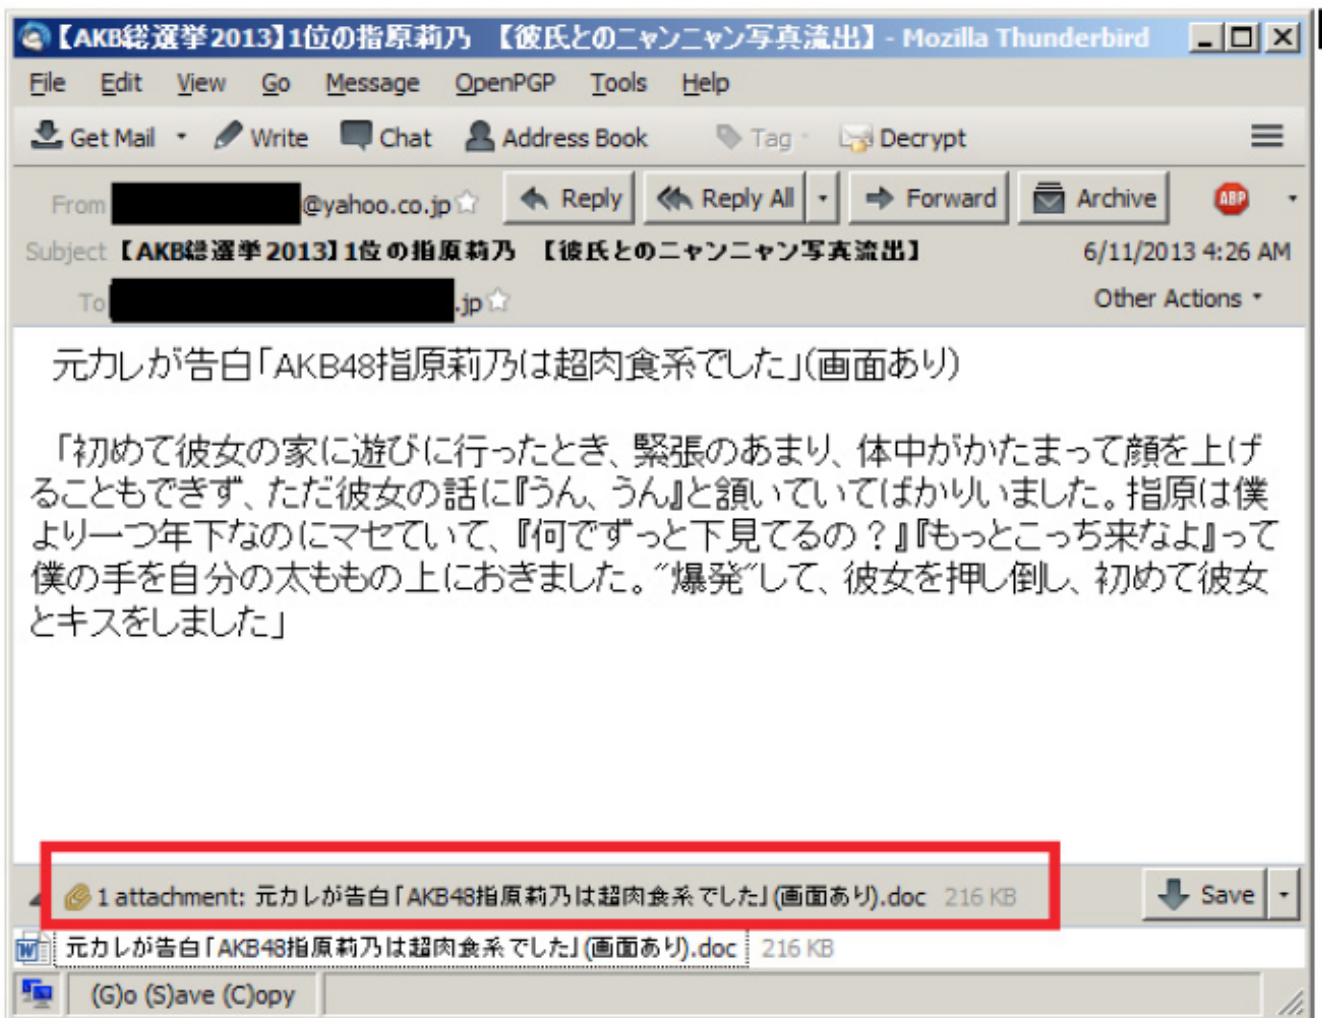 【AKB総選挙2013】1位の指原莉乃　【彼氏とのニャンニャン写真流出】 - Mozilla Thunderbird
File Edit View Go Message OpenPGP Tools Help
Get Mail Write Chat Address Book Tag Decrypt
From @yahoo.co.jp Reply Reply All Forward Archive ABP
Subject 【AKB総選挙2013】1位の指原莉乃　【彼氏とのニャンニャン写真流出】 6/11/2013 4:26 AM
To .jp Other Actions
元カレが告白「AKB48指原莉乃は超肉食系でした」(画面あり)
「初めて彼女の家に遊びに行ったとき、緊張のあまり、体中がかたまって顔を上げ
ることもできず、ただ彼女の話に『うん、うん』と頷いていてばかりいました。指原は僕
より一つ年下なのにマセていて、『何でずっと下見てるの？』『もっとこっち来なよ』って
僕の手を自分の太ももの上におきました。″爆発″して、彼女を押し倒し、初めて彼女
とキスをしました」
1 attachment: 元カレが告白「AKB48指原莉乃は超肉食系でした」(画面あり).doc 216 KB Save
元カレが告白「AKB48指原莉乃は超肉食系でした」(画面あり).doc 216 KB
(G)o (S)ave (C)opy